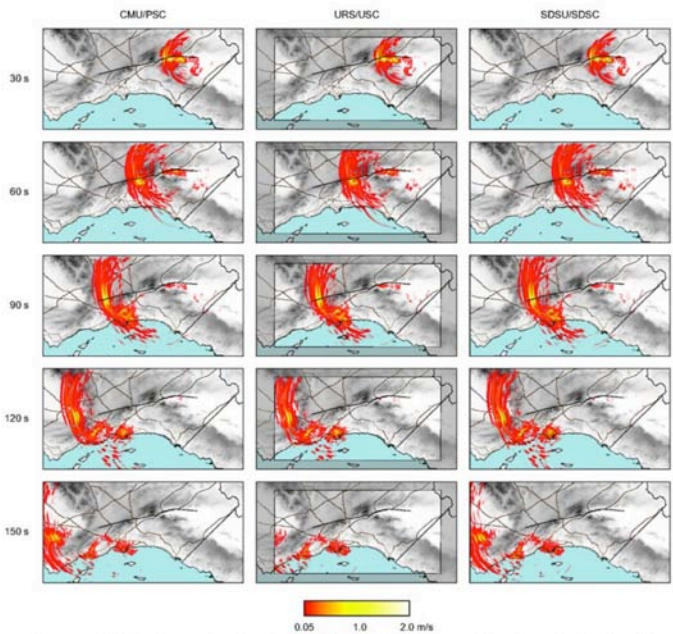 CMU/PSC URS/USC SDSU/SDSC
30 s
60 s
90 s
120 s
150 s
0.05 1.0 2.0 m/s